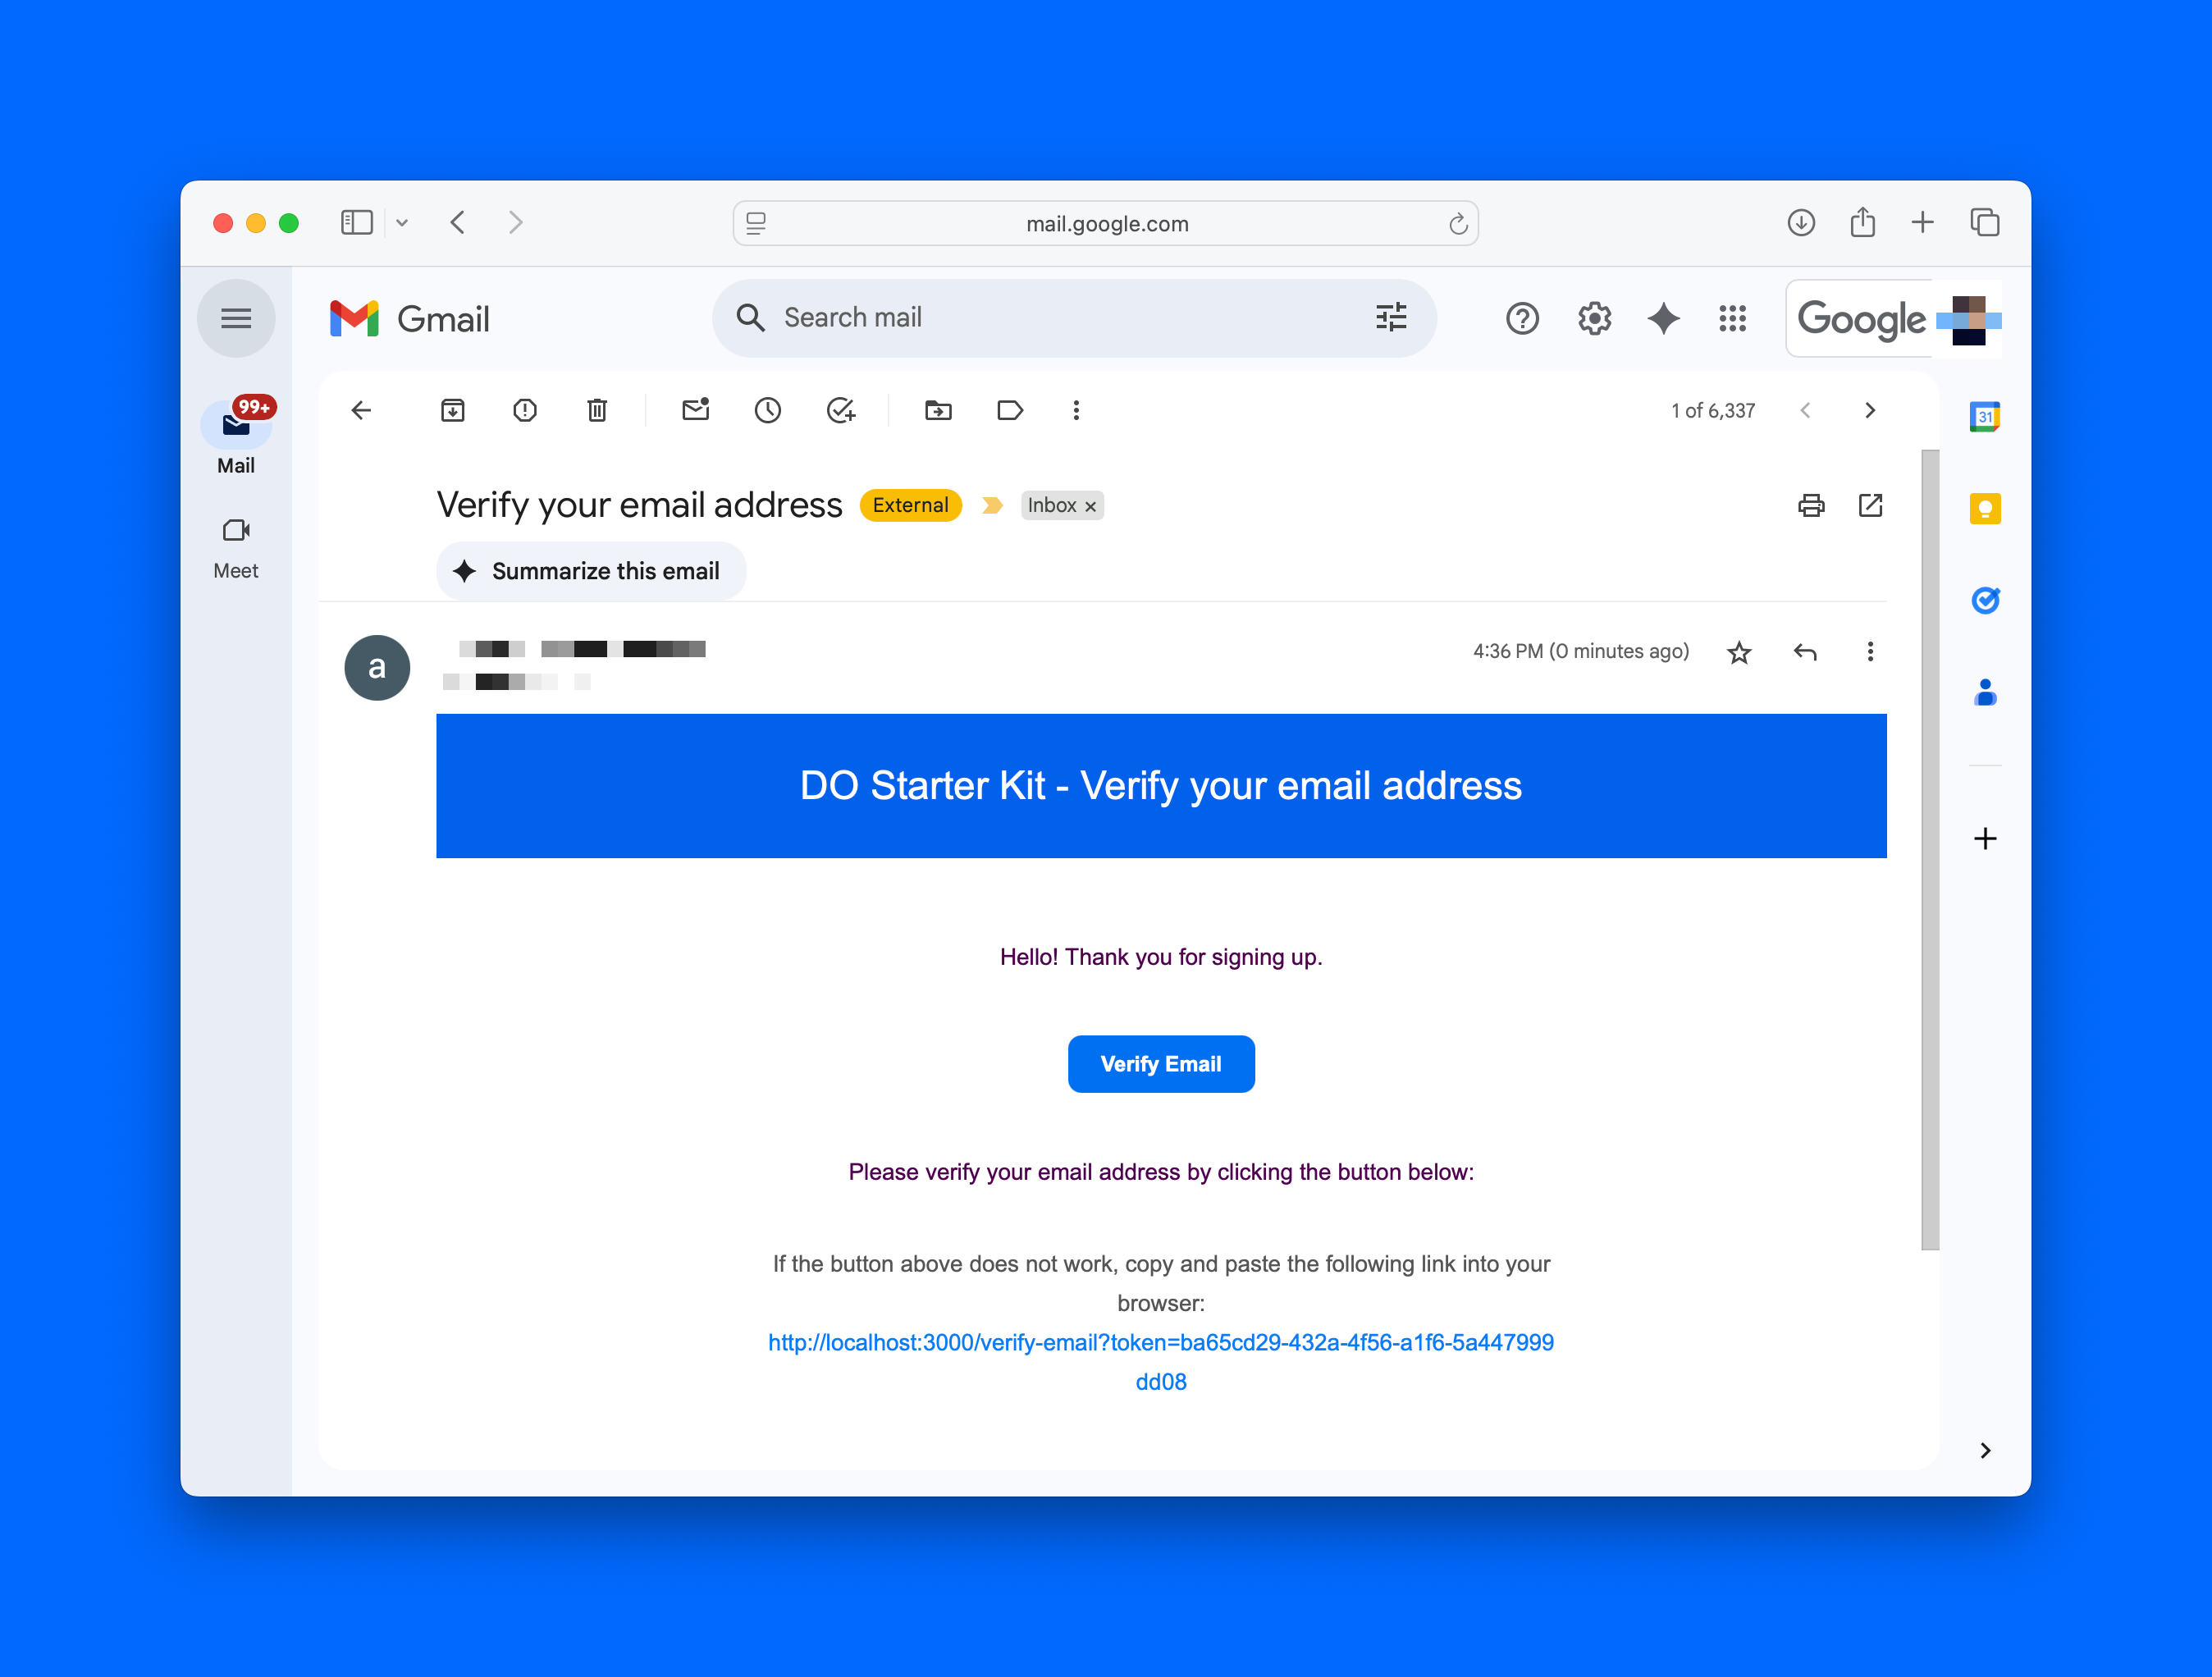 mail.google.com
Gmail
Search mail
Google
99+
Mail
Meet
1 of 6,337
31
Verify your email address External Inbox ×
Summarize this email
a
4:36 PM (0 minutes ago)
DO Starter Kit - Verify your email address
Hello! Thank you for signing up.
Verify Email
Please verify your email address by clicking the button below:
If the button above does not work, copy and paste the following link into your
browser:
http://localhost:3000/verify-email?token=ba65cd29-432a-4f56-a1f6-5a447999
dd08